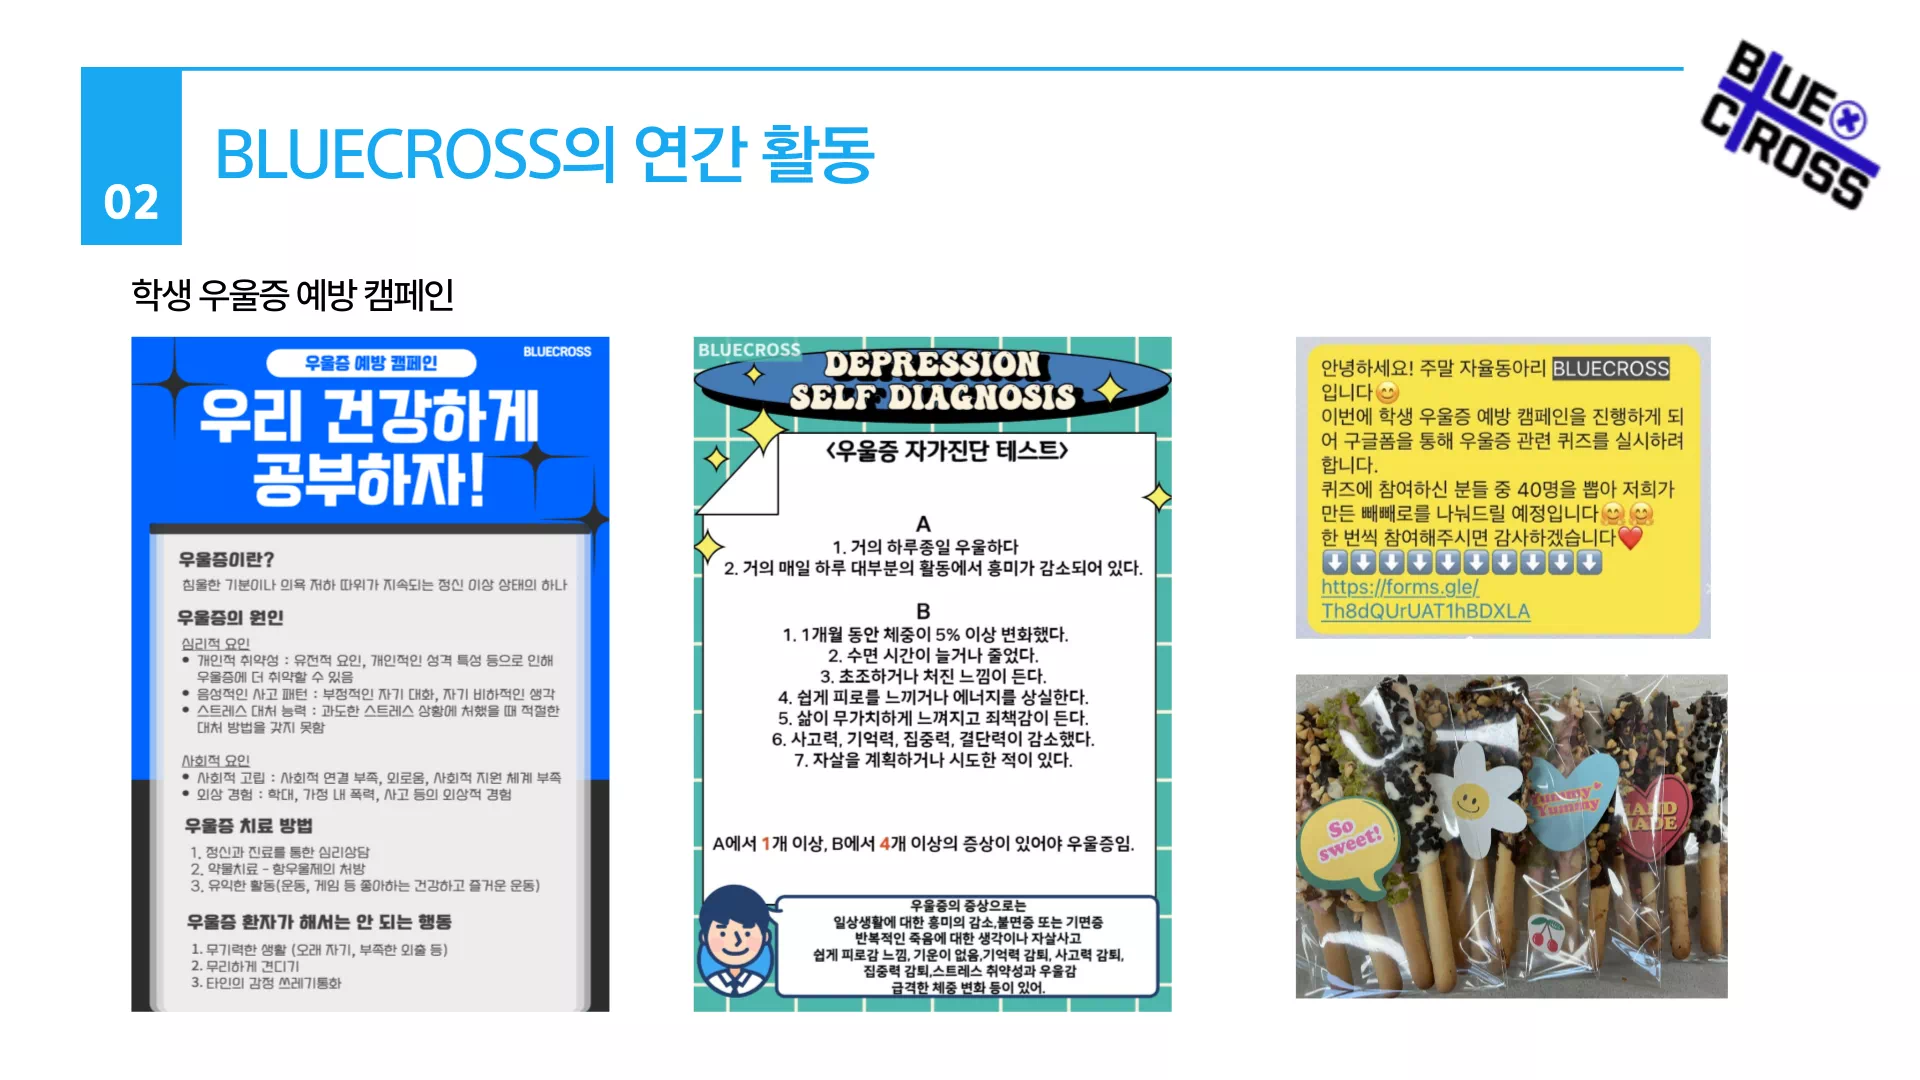 BLUE
CROSS
02
BLUECROSS의 연간 활동
학생 우울증 예방 캠페인
우울증 예방 캠페인
BLUECROSS
우리 건강하게
공부하자!
우울증이란?
침울한 기분이나 의욕 저하 따위가 지속되는 정신 이상 상태의 하나
우울증의 원인
심리적 요인
• 개인적 취약성 : 유전적 요인, 개인적인 성격 특성 등으로 인해
우울증에 더 취약할 수 있음
• 음성적인 사고 패턴 : 부정적인 자기 대화, 자기 비하적인 생각
• 스트레스 대처 능력 : 과도한 스트레스 상황에 처했을 때 적절한
대처 방법을 갖지 못함
사회적 요인
• 사회적 고립 : 사회적 연결 부족, 외로움, 사회적 지원 체계 부족
• 외상 경험 : 학대, 가정 내 폭력, 사고 등의 외상적 경험
우울증 치료 방법
1. 정신과 진료를 통한 심리상담
2. 약물치료 - 항우울제의 처방
3. 유익한 활동(운동, 게임 등 좋아하는 건강하고 즐거운 운동)
우울증 환자가 해서는 안 되는 행동
1. 무기력한 생활 (오래 자기, 부족한 외출 등)
2. 무리하게 견디기
3. 타인의 감정 쓰레기통화
BLUECROSS
DEPRESSION
SELF DIAGNOSIS
<우울증 자가진단 테스트>
A
1. 거의 하루종일 우울하다
2. 거의 매일 하루 대부분의 활동에서 흥미가 감소되어 있다.
B
1. 1개월 동안 체중이 5% 이상 변화했다.
2. 수면 시간이 늘거나 줄었다.
3. 초조하거나 처진 느낌이 든다.
4. 쉽게 피로를 느끼거나 에너지를 상실한다.
5. 삶이 무가치하게 느껴지고 죄책감이 든다.
6. 사고력, 기억력, 집중력, 결단력이 감소했다.
7. 자살을 계획하거나 시도한 적이 있다.
A에서 1개 이상, B에서 4개 이상의 증상이 있어야 우울증임.
우울증의 증상으로는
일상생활에 대한 흥미의 감소,불면증 또는 기면증
반복적인 죽음에 대한 생각이나 자살사고
쉽게 피로감 느낌, 기운이 없음,기억력 감퇴, 사고력 감퇴,
집중력 감퇴,스트레스 취약성과 우울감
급격한 체중 변화 등이 있어.
안녕하세요! 주말 자율동아리 BLUECROSS
입니다😊
이번에 학생 우울증 예방 캠페인을 진행하게 되
어 구글폼을 통해 우울증 관련 퀴즈를 실시하려
합니다.
퀴즈에 참여하신 분들 중 40명을 뽑아 저희가
만든 빼빼로를 나눠드릴 예정입니다🤗🤗
한 번씩 참여해주시면 감사하겠습니다❤️
⬇️⬇️⬇️⬇️⬇️⬇️⬇️⬇️⬇️⬇️
https://forms.gle/
Th8dQUrUAT1hBDXLA
So
sweet!
Yummy
Yummy
HAND
MADE